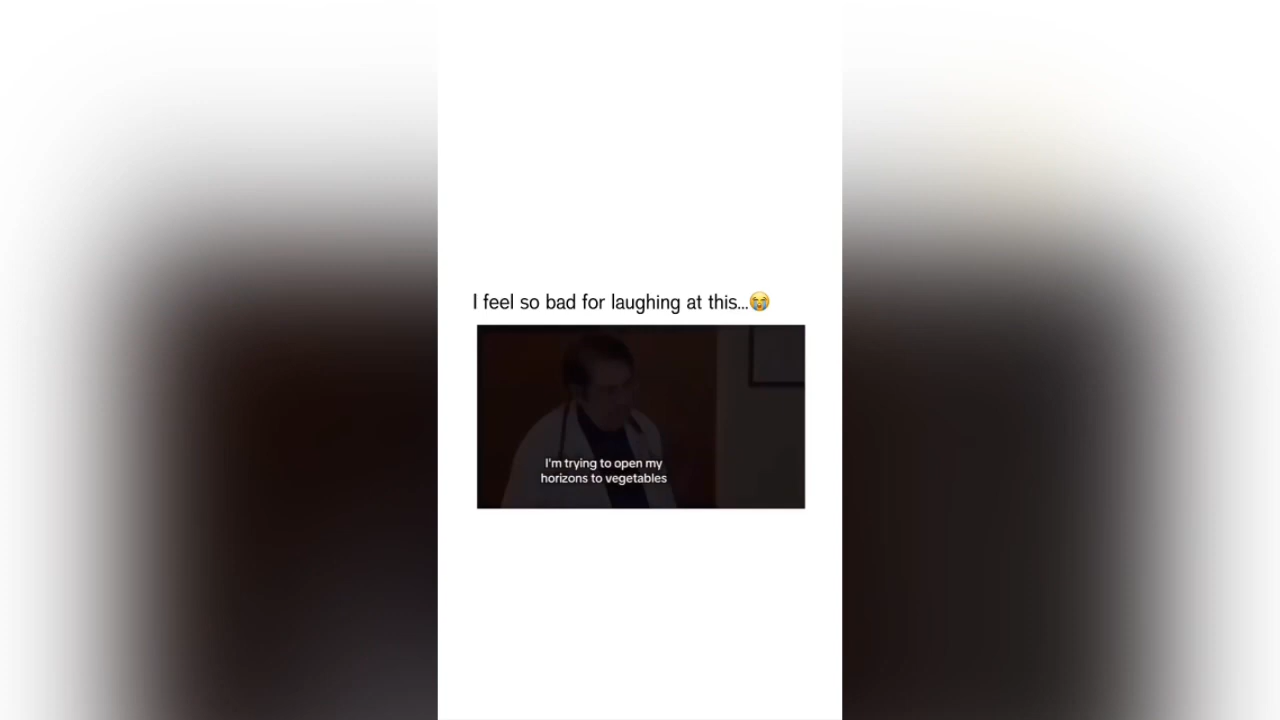 I feel so bad for laughing at this...😭
I'm trying to open my
horizons to vegetables